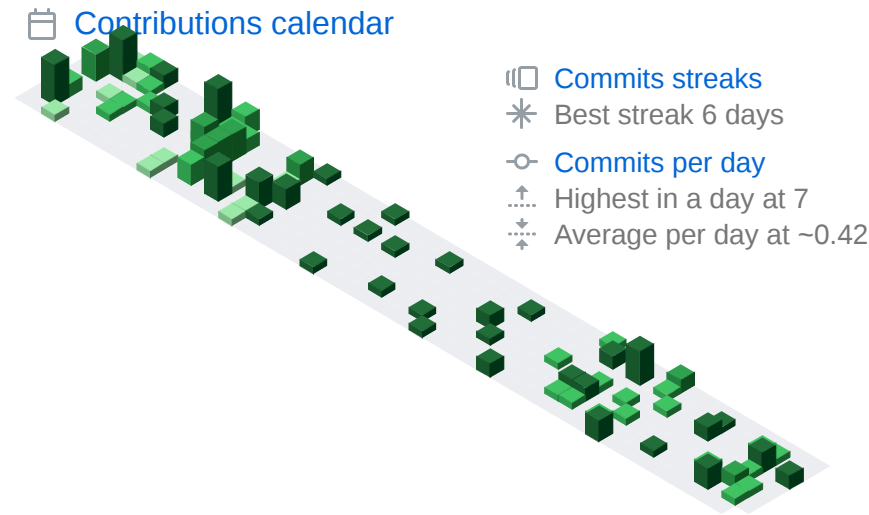 Contributions calendar
Commits streaks
Best streak 6 days
Commits per day
Highest in a day at 7
Average per day at ~0.42